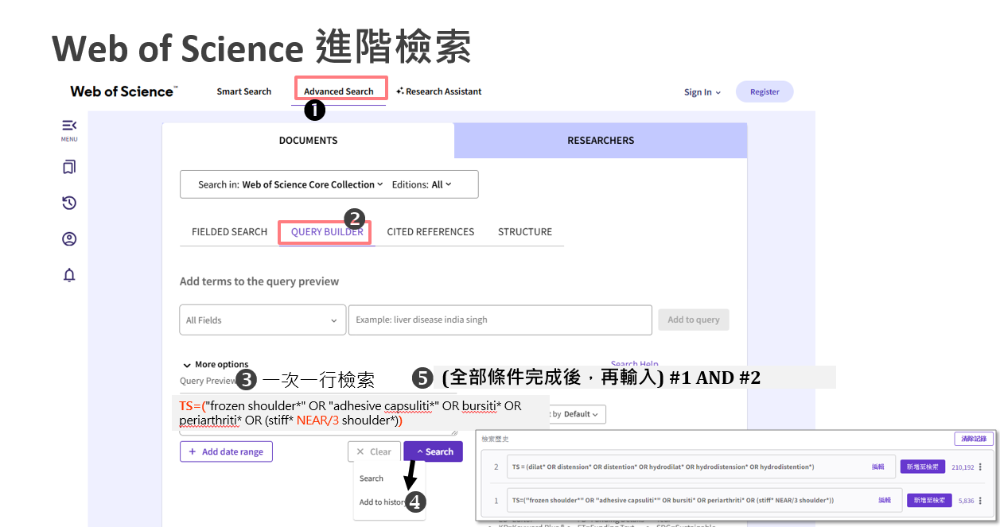 Web of Science 進階檢索
Web of Science™
Smart Search
Advanced Search
Research Assistant
Sign In
Register
❶
MENU
DOCUMENTS
RESEARCHERS
Search in: Web of Science Core Collection
Editions: All
❷
FIELDED SEARCH
QUERY BUILDER
CITED REFERENCES
STRUCTURE
Add terms to the query preview
All Fields
Example: liver disease india singh
Add to query
More options
Search Help
Query Preview
❸ 一次一行檢索
❺ (全部條件完成後，再輸入) #1 AND #2
TS=("frozen shoulder*" OR "adhesive capsuliti*" OR bursiti* OR
periarthriti* OR (stiff* NEAR/3 shoulder*))
by Default
+ Add date range
× Clear
Search
Search
Add to history
❹
檢索歷史
清除記錄
2
TS = (dilat* OR distension* OR distention* OR hydrodilat* OR hydrodistension* OR hydrodistention*)
編輯
新增至檢索
210,192
1
TS=("frozen shoulder*" OR "adhesive capsuliti*" OR bursiti* OR periarthriti* OR (stiff* NEAR/3 shoulder*))
編輯
新增至檢索
5,836